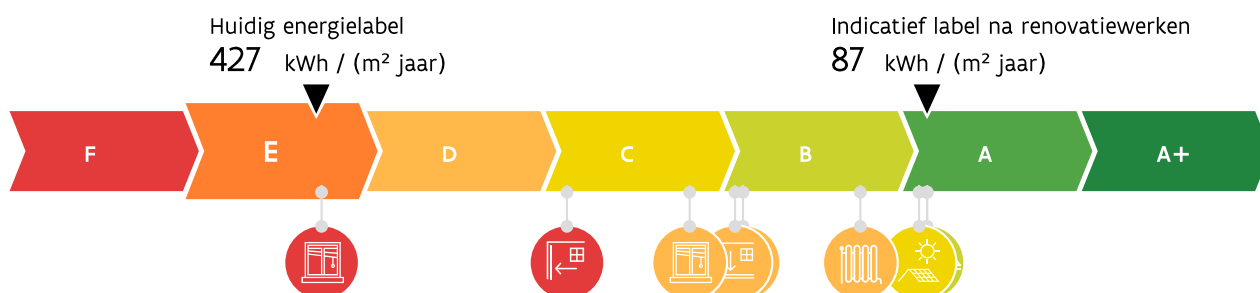 Huidig energielabel
427 kWh / (m² jaar)
Indicatief label na renovatiewerken
87 kWh / (m² jaar)
F E D C B A A+